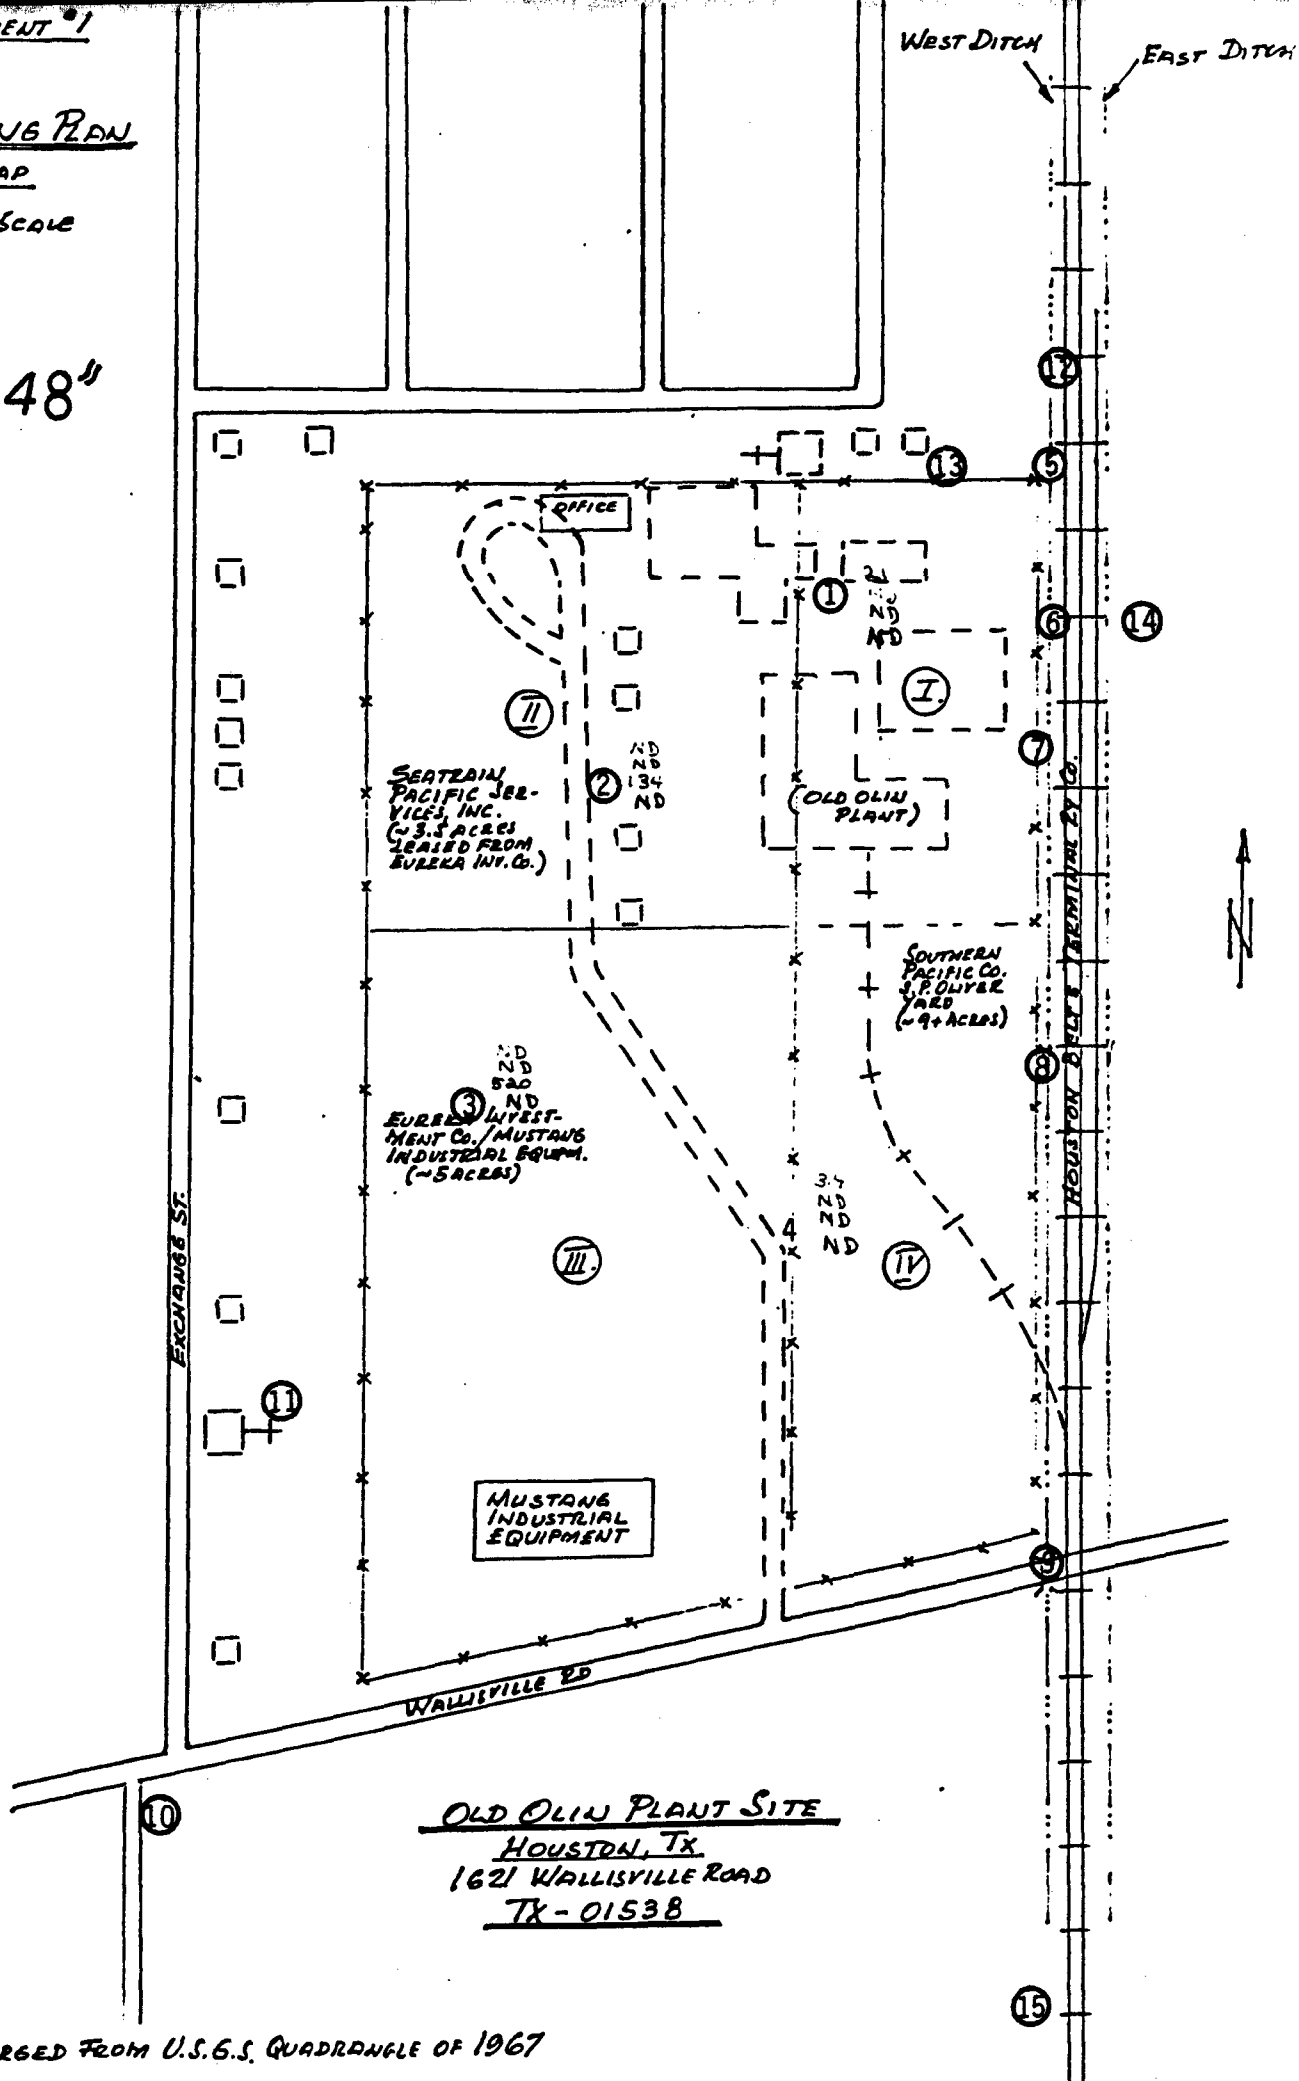 ENT #1
NG PLAN
AP
SCALE
48"
WEST DITCH
EAST DITCH
12
13
5
OFFICE
1
ND
6
14
I.
II
7
ND
ND
134
ND
2
SEATRAIN
PACIFIC SER-
VICES, INC.
(~3.5 ACRES
LEASED FROM
EUREKA INV. CO.)
(OLD OLIN
PLANT)
N
SOUTHERN
PACIFIC CO.
S.P. OLIVER
YARD
(~9+ ACRES)
HOUSTON BELT & TERMINAL RY CO.
8
ND
ND
520
ND
3
EUREKA INVEST-
MENT CO./MUSTANG
INDUSTRIAL EQUIPM.
(~5 ACRES)
3.4
ND
ND
ND
4
III.
IV
EXCHANGE ST.
11
MUSTANG
INDUSTRIAL
EQUIPMENT
9
WALLISVILLE RD
10
OLD OLIN PLANT SITE
HOUSTON, TX
1621 WALLISVILLE ROAD
TX-01538
15
RGED FROM U.S.G.S. QUADRANGLE OF 1967